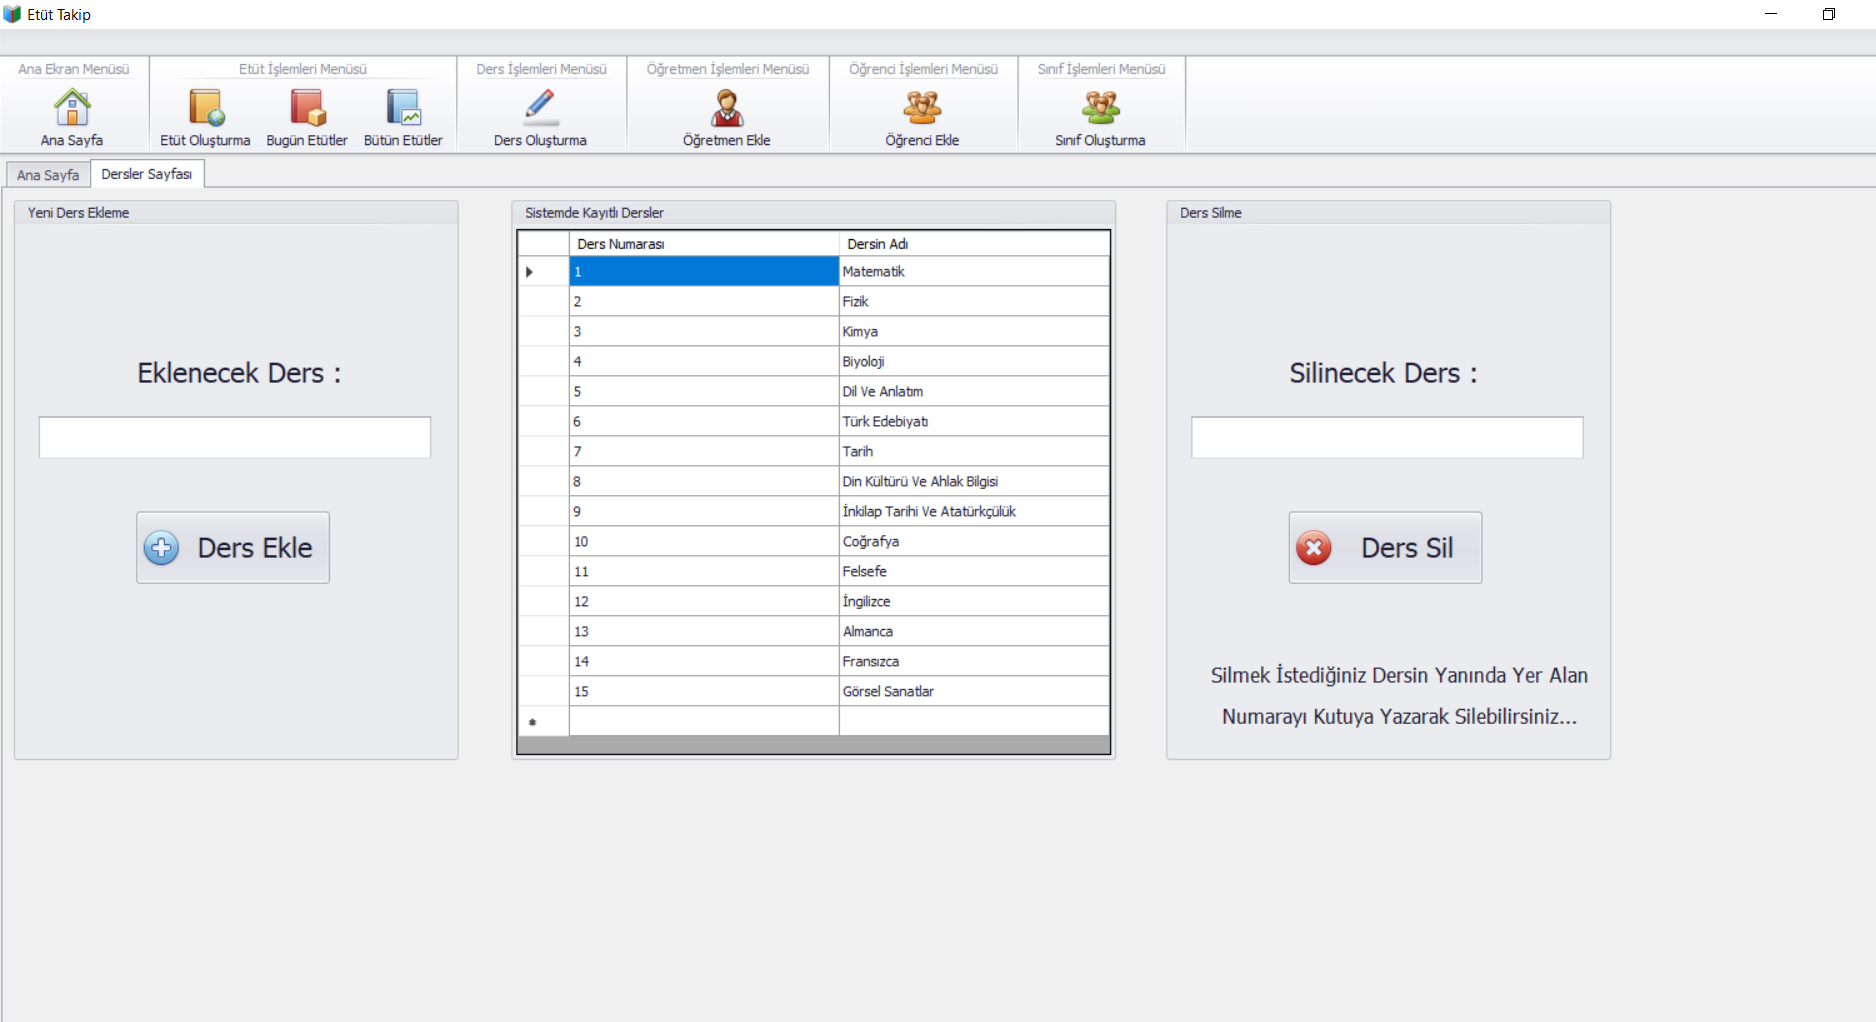 Etüt Takip
Ana Ekran Menüsü
Etüt İşlemleri Menüsü
Ders İşlemleri Menüsü
Öğretmen İşlemleri Menüsü
Öğrenci İşlemleri Menüsü
Sınıf İşlemleri Menüsü
Ana Sayfa
Etüt Oluşturma
Bugün Etütler
Bütün Etütler
Ders Oluşturma
Öğretmen Ekle
Öğrenci Ekle
Sınıf Oluşturma
Ana Sayfa
Dersler Sayfası
Yeni Ders Ekleme
Eklenecek Ders :
Ders Ekle
Sistemde Kayıtlı Dersler
Ders Numarası Dersin Adı
1 Matematik
2 Fizik
3 Kimya
4 Biyoloji
5 Dil Ve Anlatım
6 Türk Edebiyatı
7 Tarih
8 Din Kültürü Ve Ahlak Bilgisi
9 İnkilap Tarihi Ve Atatürkçülük
10 Coğrafya
11 Felsefe
12 İngilizce
13 Almanca
14 Fransızca
15 Görsel Sanatlar
Ders Silme
Silinecek Ders :
Ders Sil
Silmek İstediğiniz Dersin Yanında Yer Alan
Numarayı Kutuya Yazarak Silebilirsiniz...